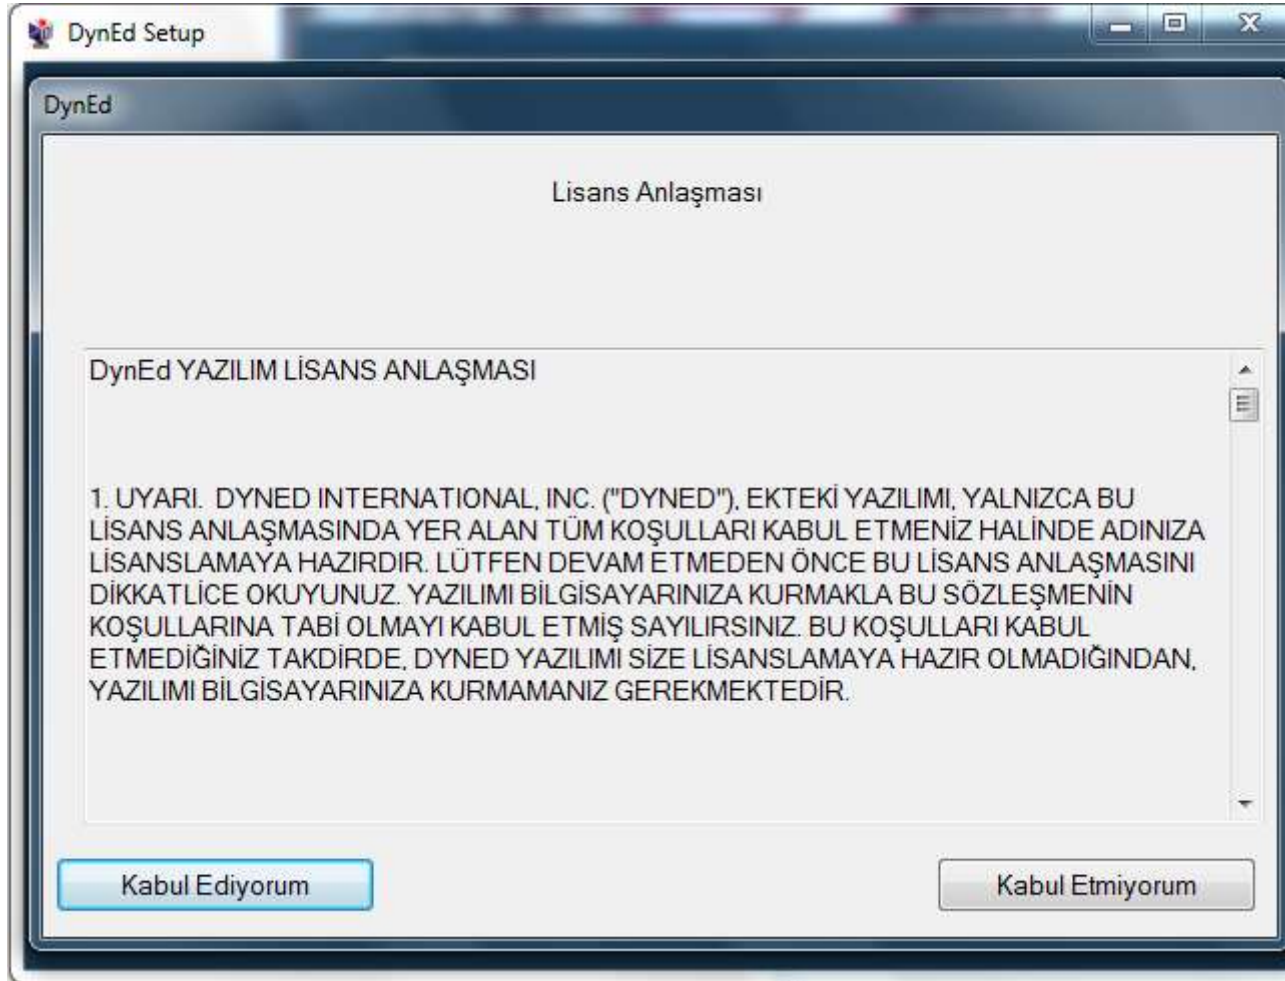 DynEd Setup
DynEd
Lisans Anlaşması
DynEd YAZILIM LİSANS ANLAŞMASI
1. UYARI.  DYNED INTERNATIONAL, INC. ("DYNED"), EKTEKİ YAZILIMI, YALNIZCA BU
LİSANS ANLAŞMASINDA YER ALAN TÜM KOŞULLARI KABUL ETMENİZ HALİNDE ADINIZA
LİSANSLAMAYA HAZIRDIR. LÜTFEN DEVAM ETMEDEN ÖNCE BU LİSANS ANLAŞMASINI
DİKKATLİCE OKUYUNUZ. YAZILIMI BİLGİSAYARINIZA KURMAKLA BU SÖZLEŞMENİN
KOŞULLARINA TABİ OLMAYI KABUL ETMİŞ SAYILIRSINIZ. BU KOŞULLARI KABUL
ETMEDİĞİNİZ TAKDİRDE, DYNED YAZILIMI SİZE LİSANSLAMAYA HAZIR OLMADIĞINDAN,
YAZILIMI BİLGİSAYARINIZA KURMAMANIZ GEREKMEKTEDİR.
Kabul Ediyorum
Kabul Etmiyorum